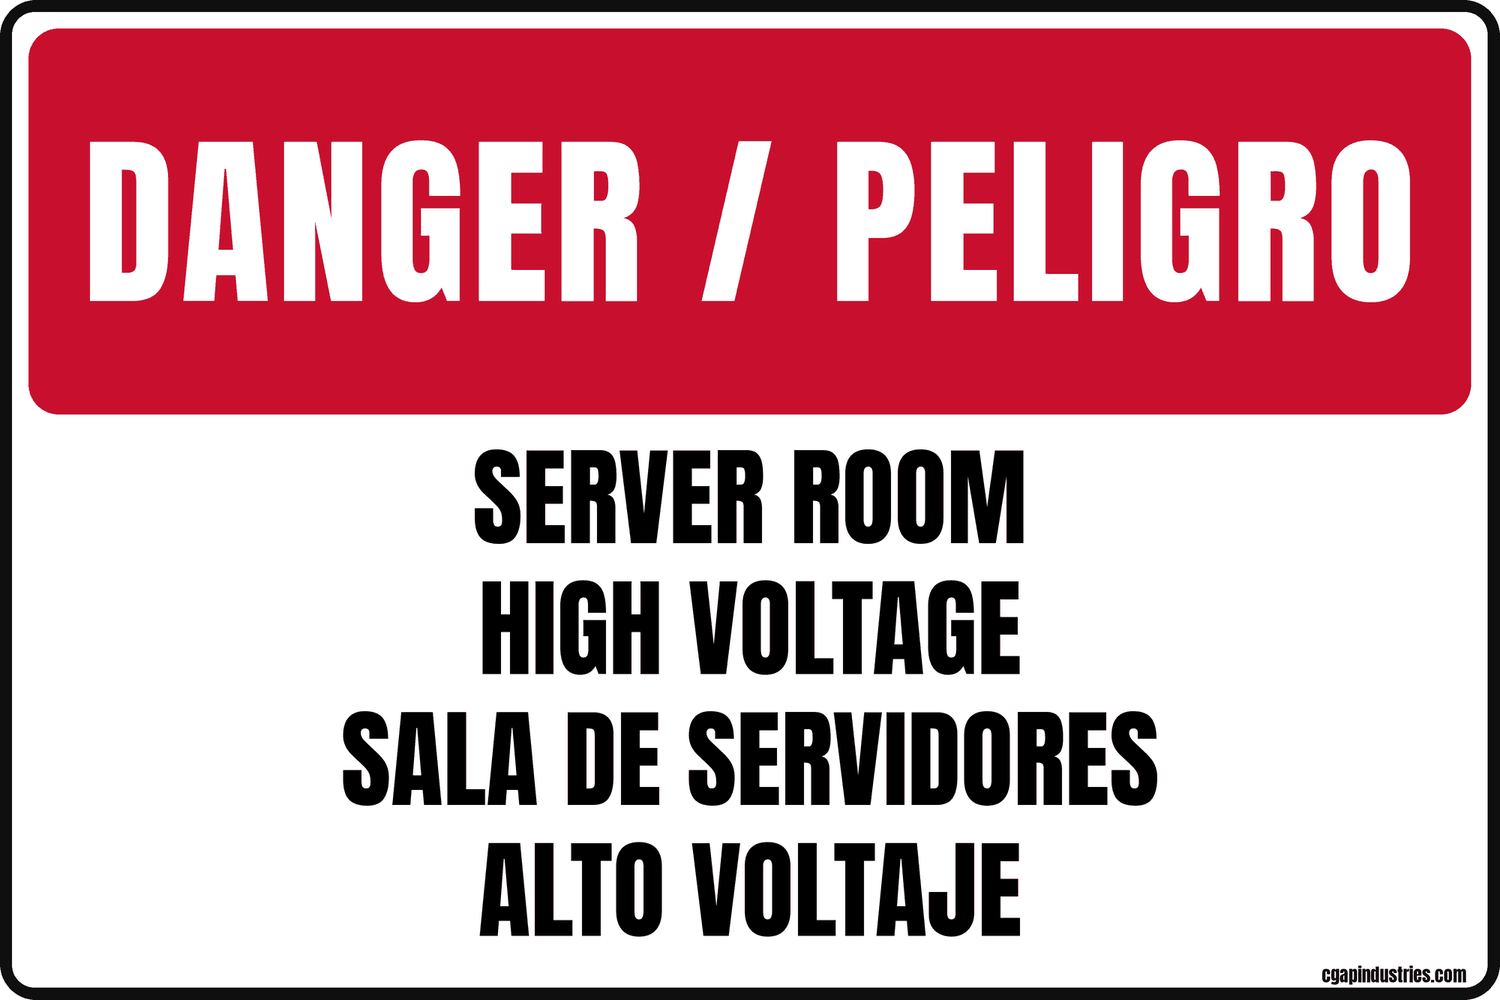 DANGER / PELIGRO
SERVER ROOM
HIGH VOLTAGE
SALA DE SERVIDORES
ALTO VOLTAJE
cgapindustries.com